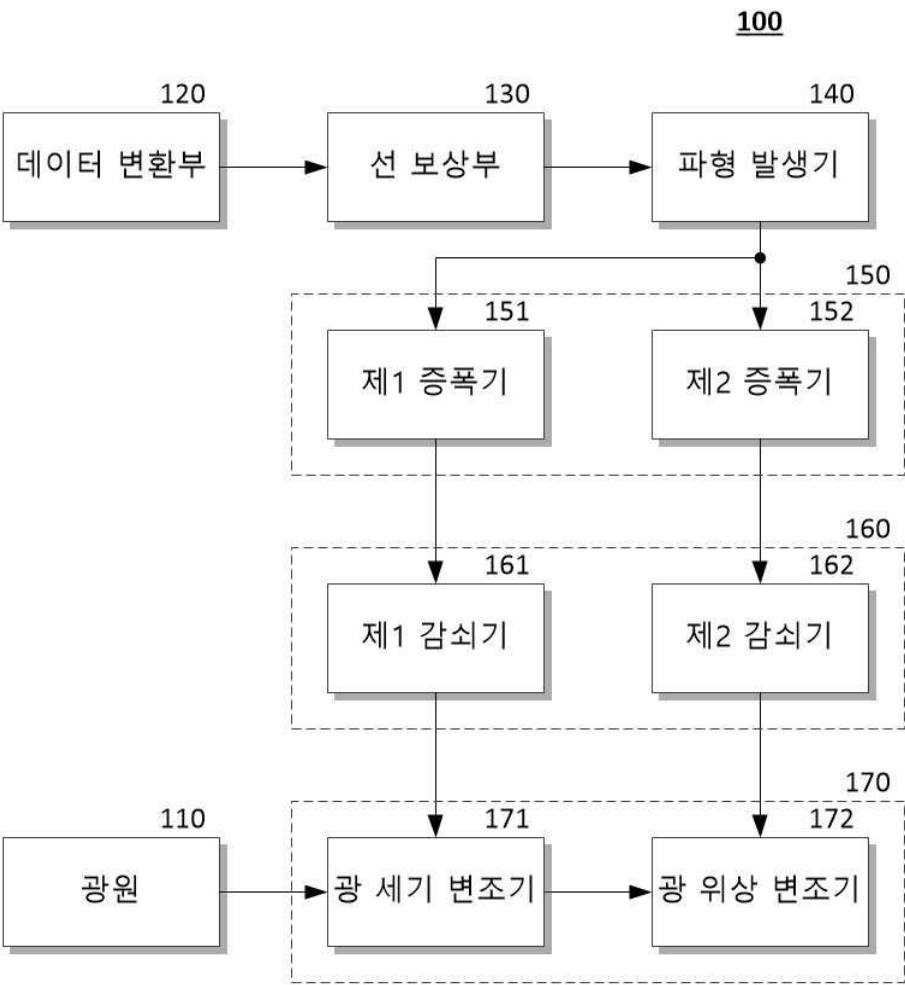 100
120
130
140
데이터 변환부
선 보상부
파형 발생기
150
151
152
제1 증폭기
제2 증폭기
160
161
162
제1 감쇠기
제2 감쇠기
170
110
171
172
광원
광 세기 변조기
광 위상 변조기